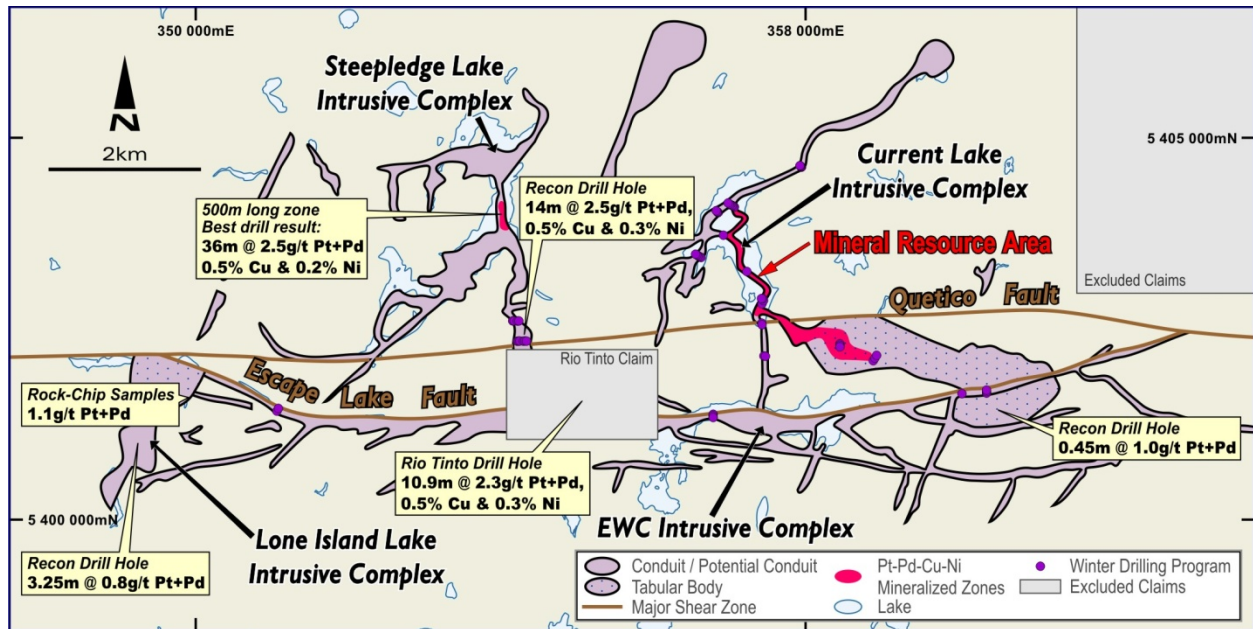 350 000mE
358 000mE
Steepledge Lake
Intrusive Complex
N
2km
5 405 000mN
Current Lake
Intrusive Complex
Recon Drill Hole
14m @ 2.5g/t Pt+Pd,
0.5% Cu & 0.3% Ni
500m long zone
Best drill result:
36m @ 2.5g/t Pt+Pd
0.5% Cu & 0.2% Ni
Mineral Resource Area
Excluded Claims
Quetico Fault
Rio Tinto Claim
Escape Lake Fault
Rock-Chip Samples
1.1g/t Pt+Pd
Recon Drill Hole
0.45m @ 1.0g/t Pt+Pd
Rio Tinto Drill Hole
10.9m @ 2.3g/t Pt+Pd,
0.5% Cu & 0.3% Ni
5 400 000mN
EWC Intrusive Complex
Lone Island Lake
Intrusive Complex
Recon Drill Hole
3.25m @ 0.8g/t Pt+Pd
Conduit / Potential Conduit
Tabular Body
Major Shear Zone
Pt-Pd-Cu-Ni
Mineralized Zones
Lake
Winter Drilling Program
Excluded Claims